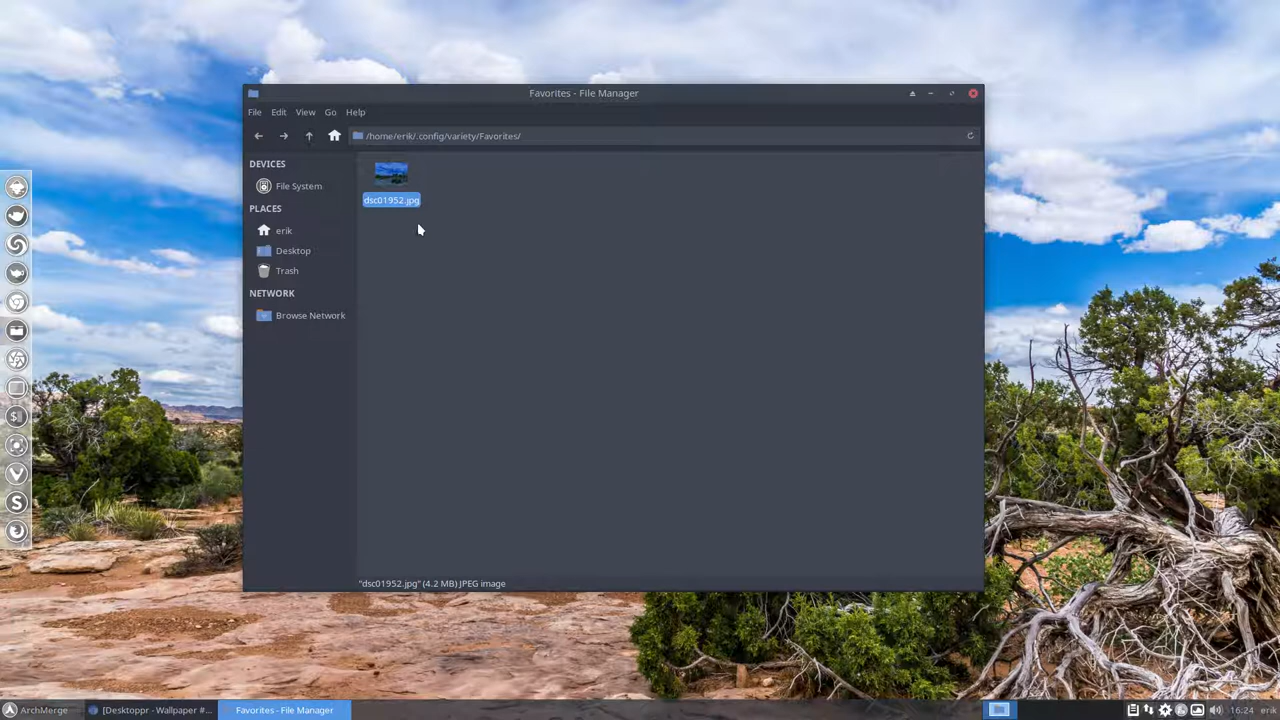 Favorites - File Manager
File Edit View Go Help
/home/erik/.config/variety/Favorites/
DEVICES
File System
PLACES
erik
Desktop
Trash
NETWORK
Browse Network
dsc01952.jpg
"dsc01952.jpg" (4.2 MB) JPEG image
ArchMerge
[Desktoppr - Wallpaper #...
Favorites - File Manager
16:24
erik